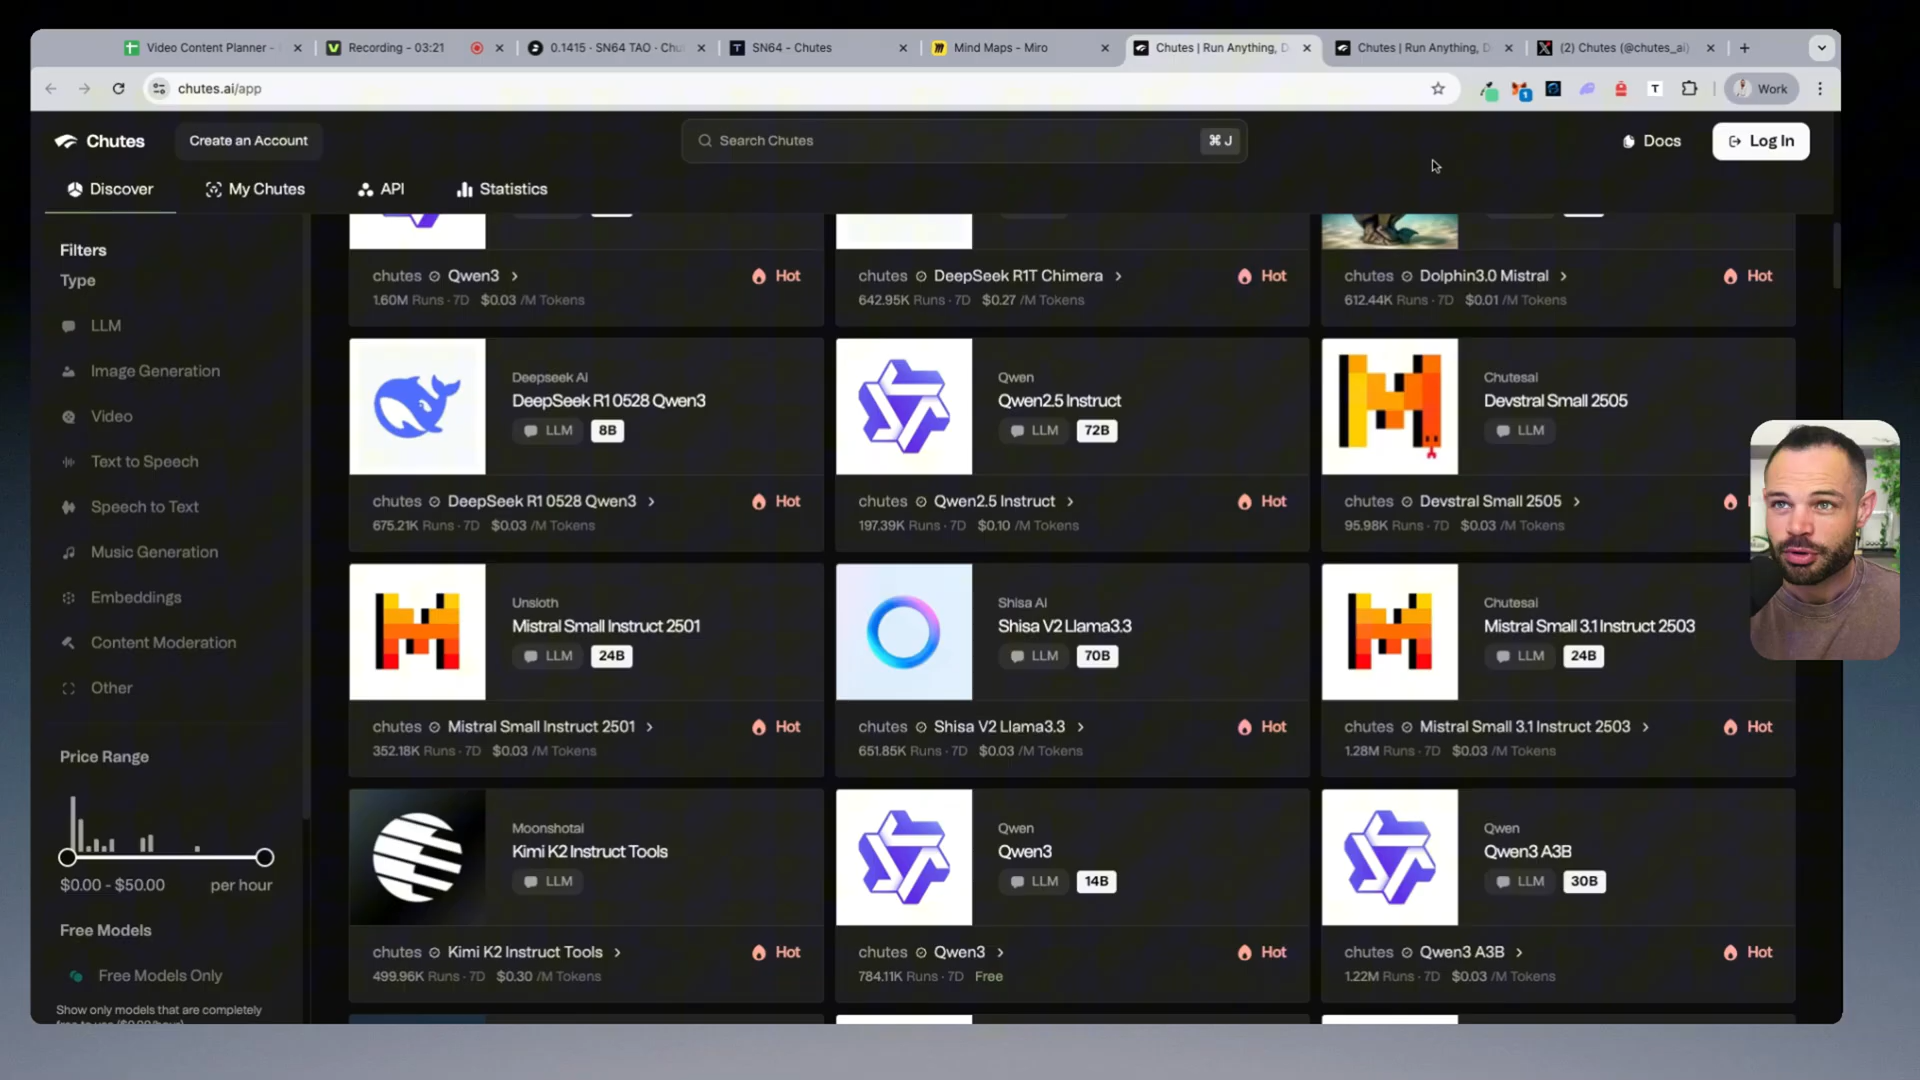 Video Content Planner -
Recording - 03:21
0.1415 · SN64 TAO · Chu
SN64 - Chutes
Mind Maps - Miro
Chutes | Run Anything, D
Chutes | Run Anything, D
(2) Chutes (@chutes_ai)
chutes.ai/app
1
T
Work
Chutes
Create an Account
Search Chutes
⌘ J
Docs
Log In
Discover
My Chutes
API
Statistics
Filters
Type
LLM
Image Generation
Video
Text to Speech
Speech to Text
Music Generation
Embeddings
Content Moderation
Other
Price Range
$0.00 - $50.00
per hour
Free Models
Free Models Only
Show only models that are completely
chutes Qwen3 >
Hot
1.60M Runs · 7D $0.03 /M Tokens
chutes DeepSeek R1T Chimera >
Hot
642.95K Runs · 7D $0.27 /M Tokens
chutes Dolphin3.0 Mistral >
Hot
612.44K Runs · 7D $0.01 /M Tokens
Deepseek Ai
DeepSeek R1 0528 Qwen3
LLM 8B
chutes DeepSeek R1 0528 Qwen3 >
Hot
675.21K Runs · 7D $0.03 /M Tokens
Qwen
Qwen2.5 Instruct
LLM 72B
chutes Qwen2.5 Instruct >
Hot
197.39K Runs · 7D $0.10 /M Tokens
Chutesai
Devstral Small 2505
LLM
chutes Devstral Small 2505 >
95.98K Runs · 7D $0.03 /M Tokens
Unsloth
Mistral Small Instruct 2501
LLM 24B
chutes Mistral Small Instruct 2501 >
Hot
352.18K Runs · 7D $0.03 /M Tokens
Shisa AI
Shisa V2 Llama3.3
LLM 70B
chutes Shisa V2 Llama3.3 >
Hot
651.85K Runs · 7D $0.03 /M Tokens
Chutesai
Mistral Small 3.1 Instruct 2503
LLM 24B
chutes Mistral Small 3.1 Instruct 2503 >
Hot
1.28M Runs · 7D $0.03 /M Tokens
Moonshotai
Kimi K2 Instruct Tools
LLM
chutes Kimi K2 Instruct Tools >
Hot
499.96K Runs · 7D $0.30 /M Tokens
Qwen
Qwen3
LLM 14B
chutes Qwen3 >
Hot
784.11K Runs · 7D Free
Qwen
Qwen3 A3B
LLM 30B
chutes Qwen3 A3B >
Hot
1.22M Runs · 7D $0.03 /M Tokens